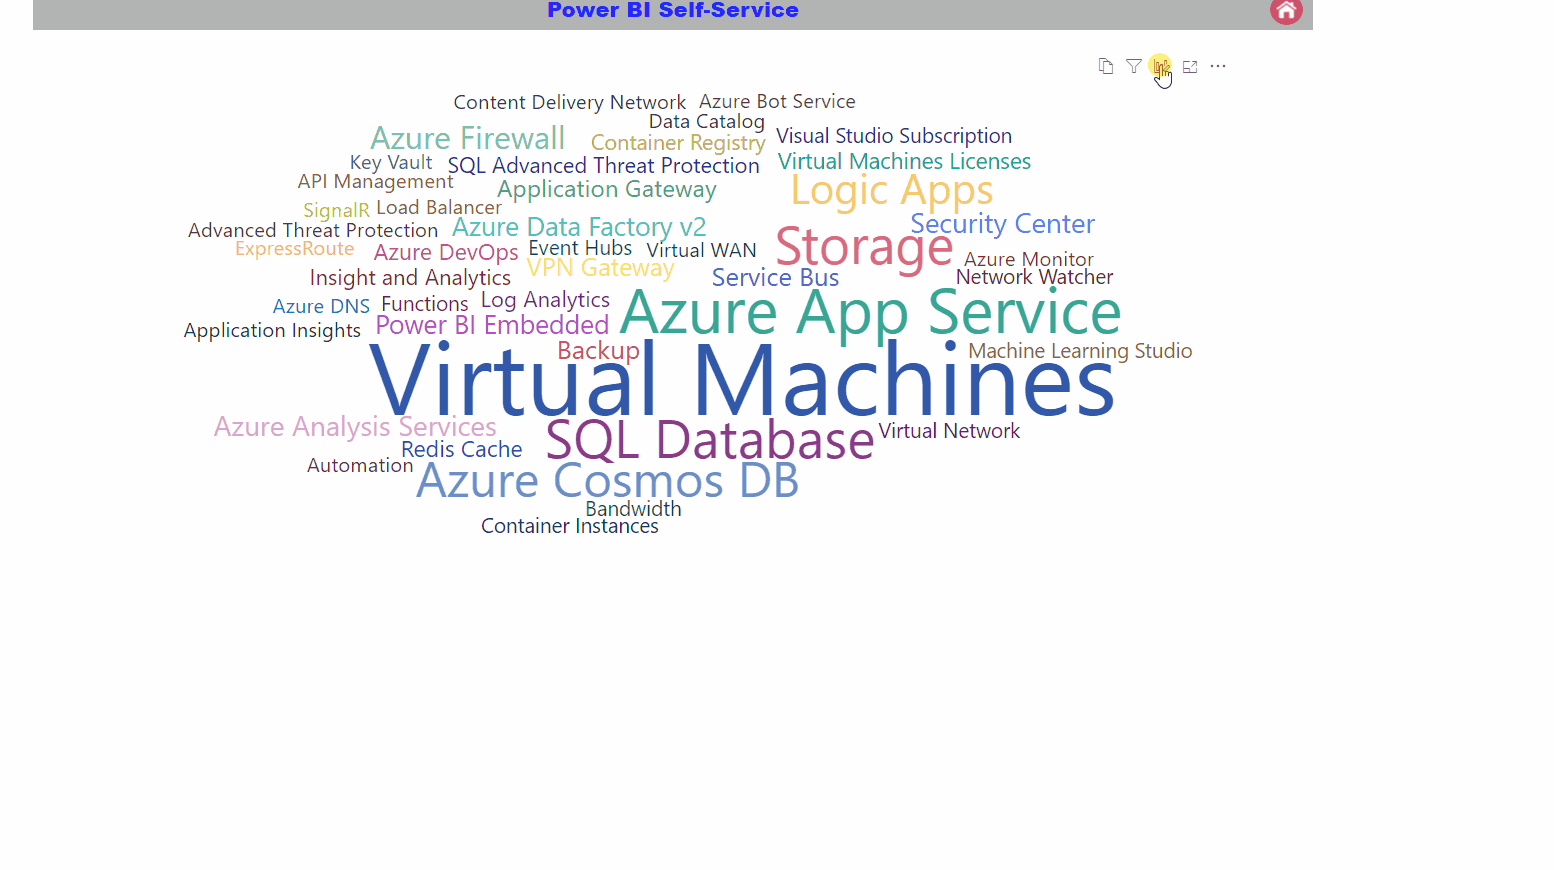 Power BI Self-Service
Content Delivery Network Azure Bot Service
Data Catalog
Azure Firewall Container Registry Visual Studio Subscription
Key Vault SQL Advanced Threat Protection Virtual Machines Licenses
API Management Application Gateway Logic Apps
SignalR Load Balancer
Advanced Threat Protection Azure Data Factory v2 Security Center
ExpressRoute Azure DevOps Event Hubs Virtual WAN Storage Azure Monitor
Insight and Analytics VPN Gateway Service Bus Network Watcher
Azure DNS Functions Log Analytics Azure App Service
Application Insights Power BI Embedded
Backup Machine Learning Studio
Virtual Machines
Azure Analysis Services SQL Database Virtual Network
Redis Cache
Automation Azure Cosmos DB
Bandwidth
Container Instances